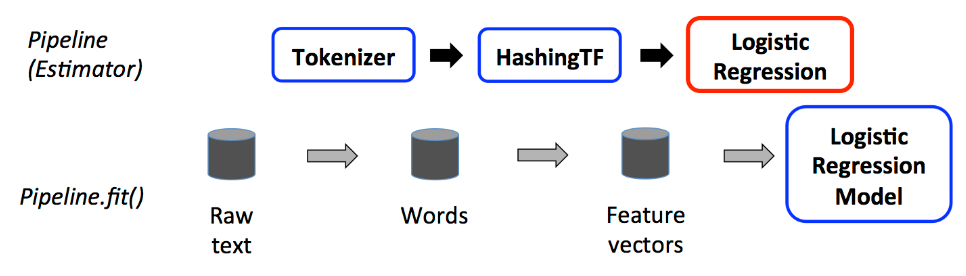 Pipeline
(Estimator)
Tokenizer
HashingTF
Logistic
Regression
Pipeline.fit()
Raw
text
Words
Feature
vectors
Logistic
Regression
Model